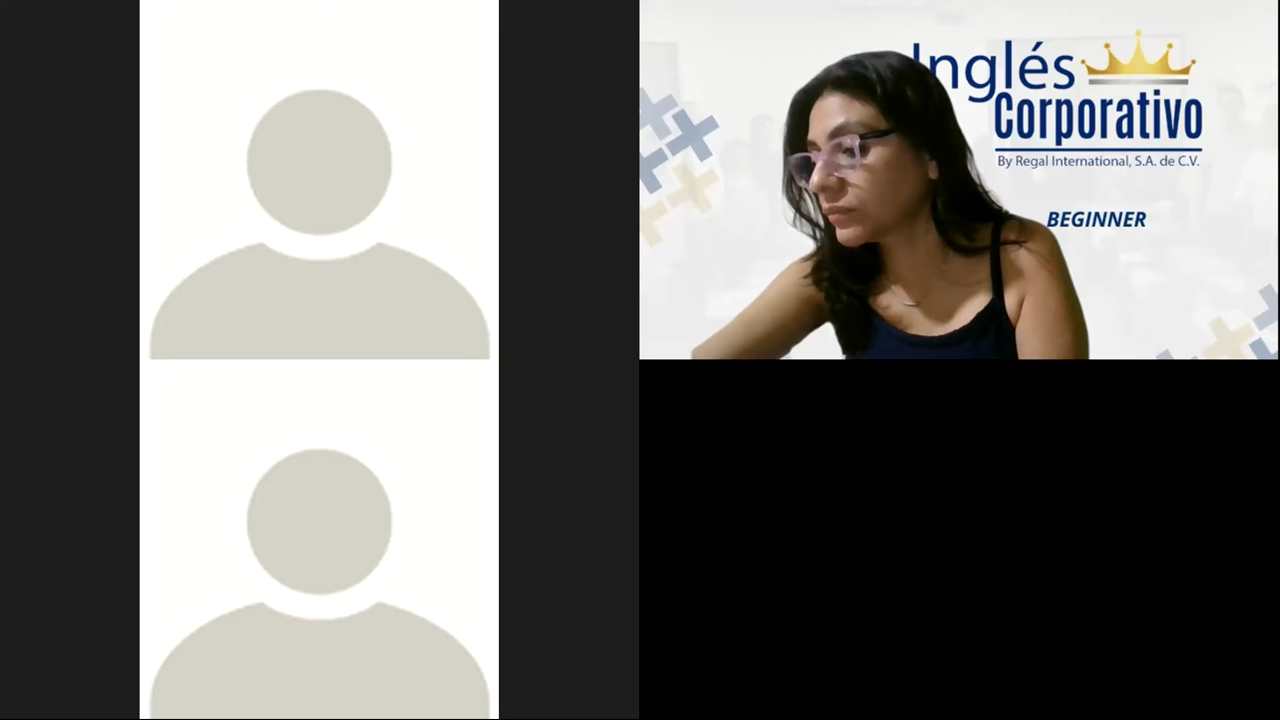 Inglés
Corporativo
By Regal International, S.A. de C.V.
BEGINNER